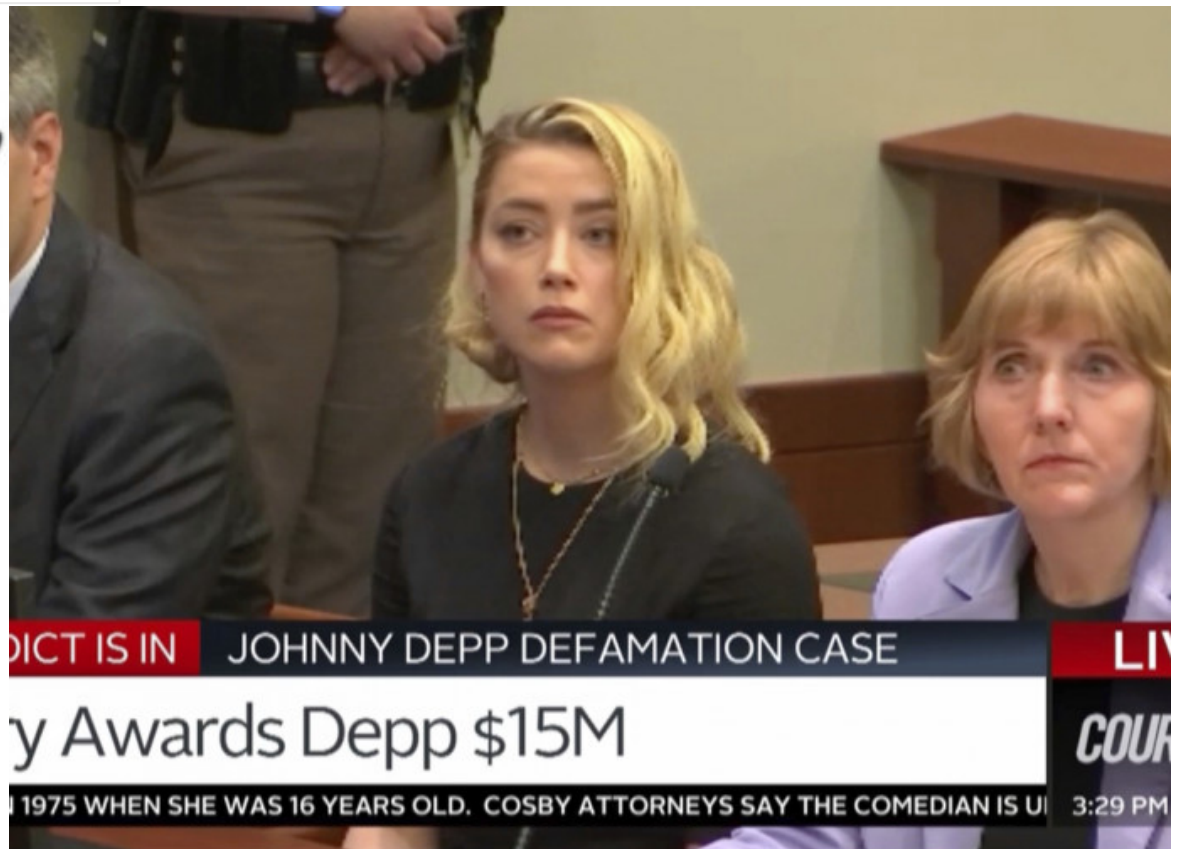 DICT IS IN
JOHNNY DEPP DEFAMATION CASE
LIV
y Awards Depp $15M
COUR
1975 WHEN SHE WAS 16 YEARS OLD. COSBY ATTORNEYS SAY THE COMEDIAN IS U
3:29 PM